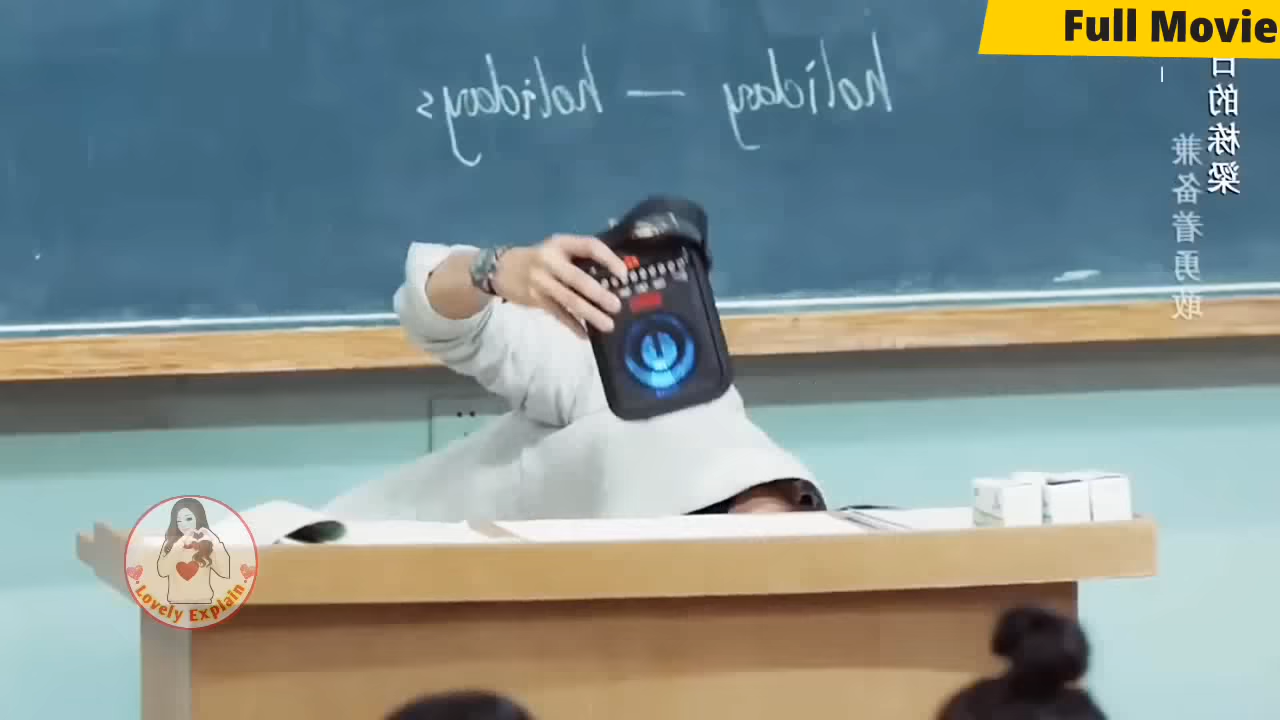 Full Movie
holiday — holidays
的栋梁
兼备着勇敢
Lovely Explain